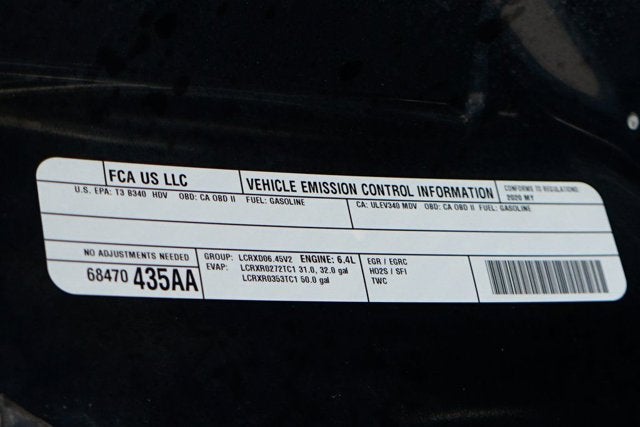 FCA US LLC
VEHICLE EMISSION CONTROL INFORMATION
CONFORMS TO REGULATIONS:
2020 MY
U.S. EPA: T3 B340 HDV OBD: CA OBD II FUEL: GASOLINE
CA: ULEV340 MDV OBD: CA OBD II FUEL: GASOLINE
NO ADJUSTMENTS NEEDED
68470 435AA
GROUP: LCRXD06.45V2 ENGINE: 6.4L
EVAP: LCRXR0272TC1 31.0, 32.0 gal
LCRXR0353TC1 50.0 gal
EGR / EGRC
HO2S / SFI
TWC